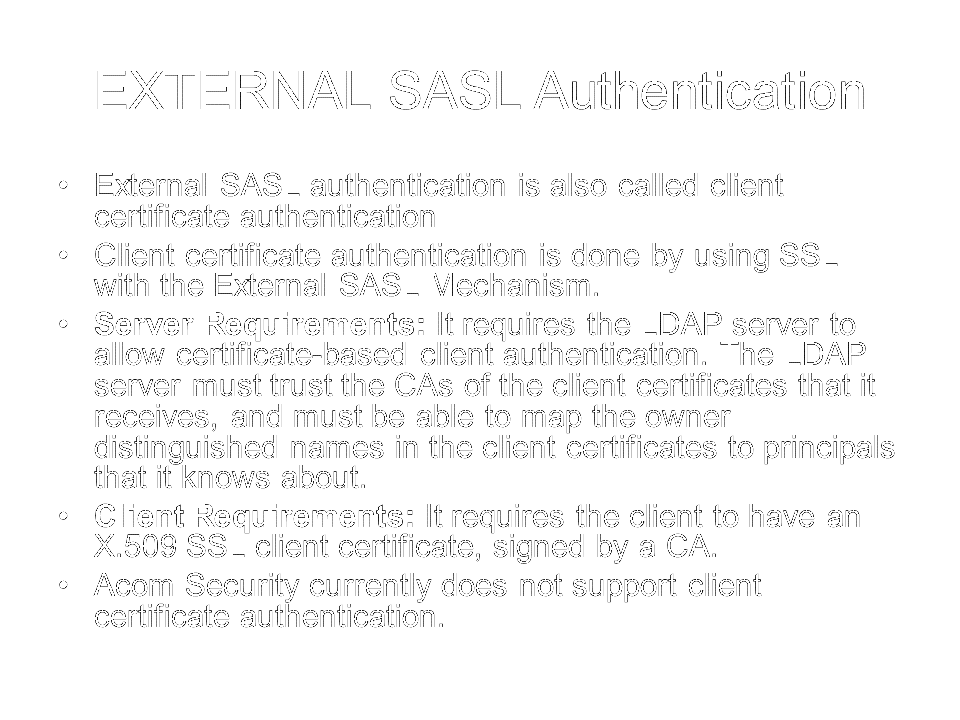 EXTERNAL SASL Authentication
• External SASL authentication is also called client
certificate authentication
• Client certificate authentication is done by using SSL
with the External SASL Mechanism.
• Server Requirements: It requires the LDAP server to
allow certificate-based client authentication. The LDAP
server must trust the CAs of the client certificates that it
receives, and must be able to map the owner
distinguished names in the client certificates to principals
that it knows about.
• Client Requirements: It requires the client to have an
X.509 SSL client certificate, signed by a CA.
• Acom Security currently does not support client
certificate authentication.